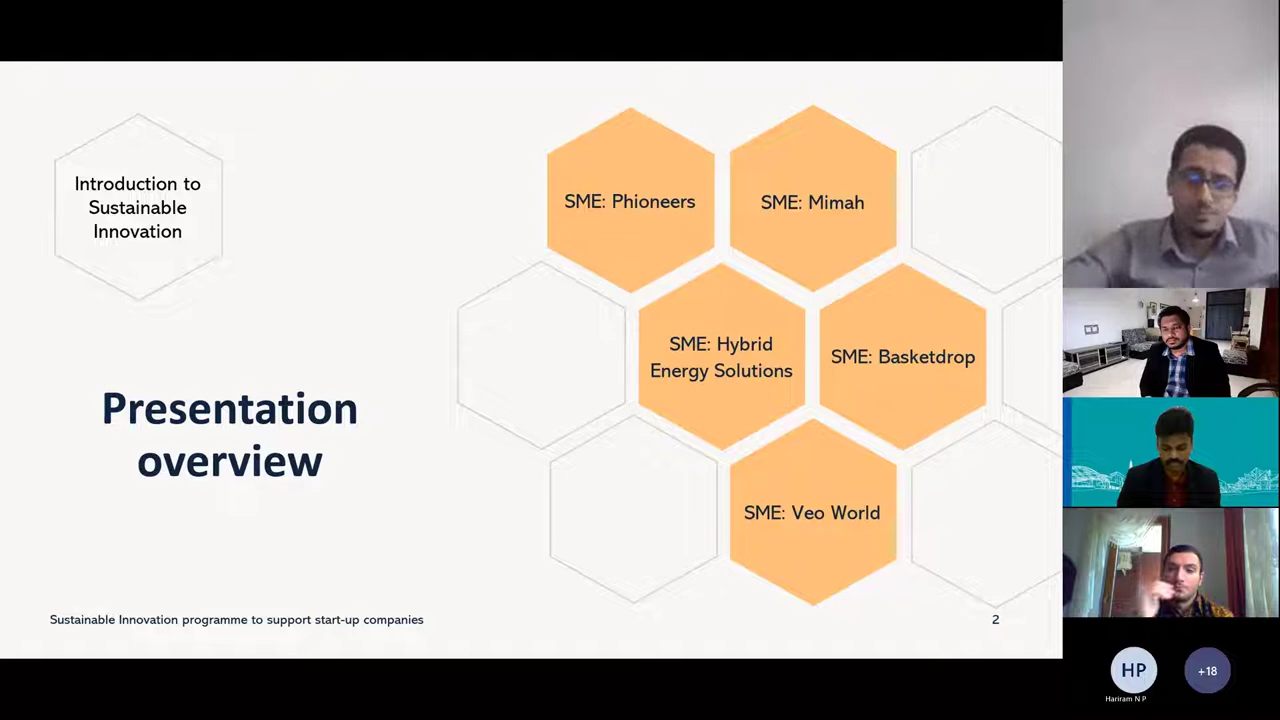 Introduction to
Sustainable
Innovation
Presentation
overview
SME: Phioneers
SME: Mimah
SME: Hybrid
Energy Solutions
SME: Basketdrop
SME: Veo World
Sustainable Innovation programme to support start-up companies
2
HP
+18
Hariram N P